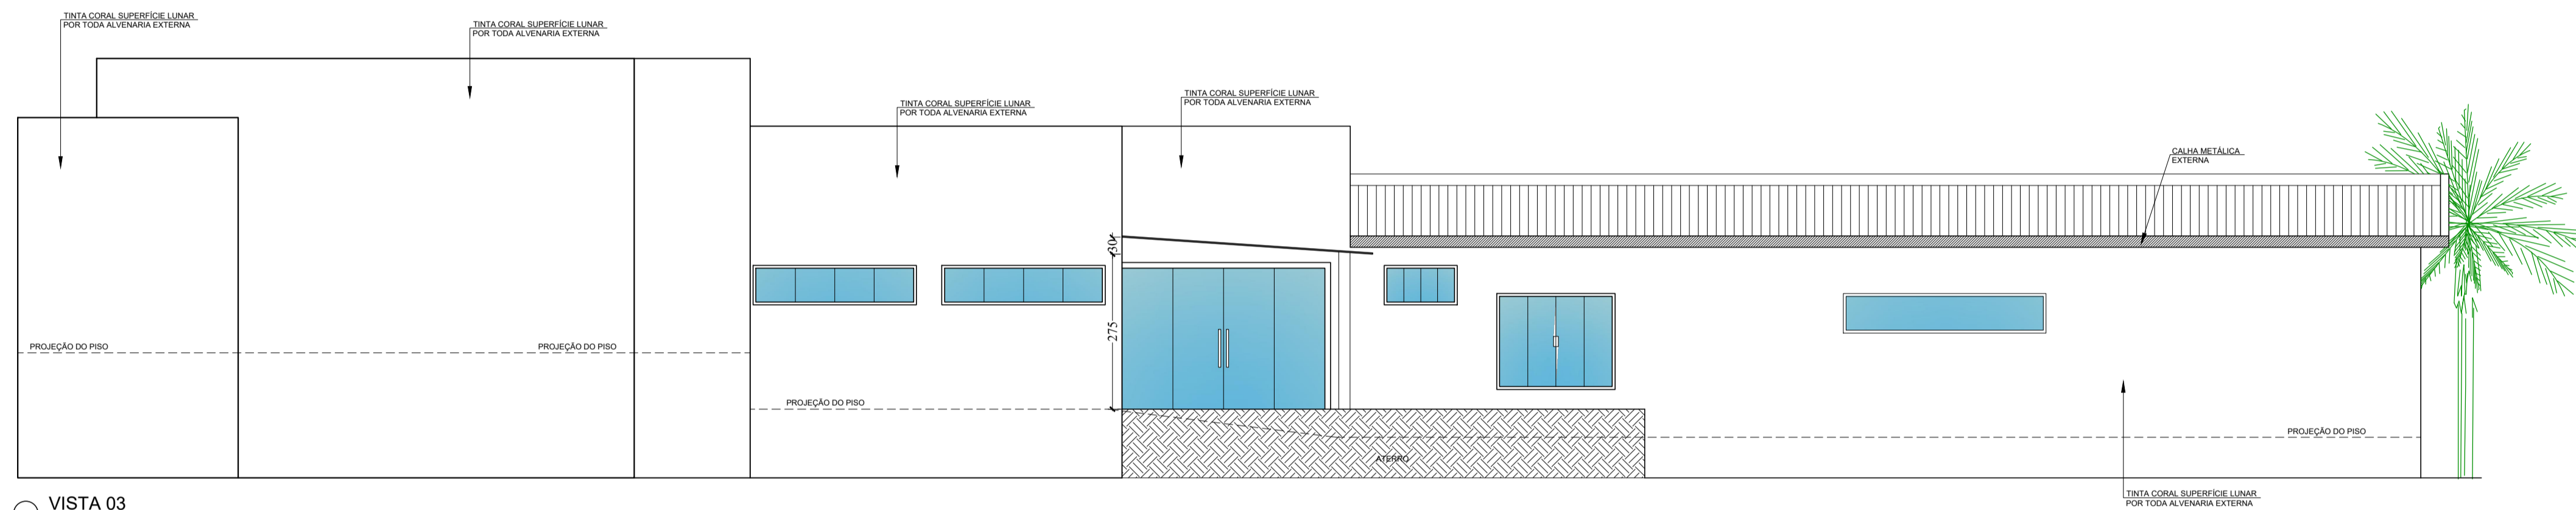 TINTA CORAL SUPERFÍCIE LUNAR
POR TODA ALVENARIA EXTERNA
TINTA CORAL SUPERFÍCIE LUNAR
POR TODA ALVENARIA EXTERNA
TINTA CORAL SUPERFÍCIE LUNAR
POR TODA ALVENARIA EXTERNA
TINTA CORAL SUPERFÍCIE LUNAR
POR TODA ALVENARIA EXTERNA
CALHA METÁLICA
EXTERNA
30
275
PROJEÇÃO DO PISO
PROJEÇÃO DO PISO
PROJEÇÃO DO PISO
PROJEÇÃO DO PISO
ATERRO
TINTA CORAL SUPERFÍCIE LUNAR
POR TODA ALVENARIA EXTERNA
VISTA 03